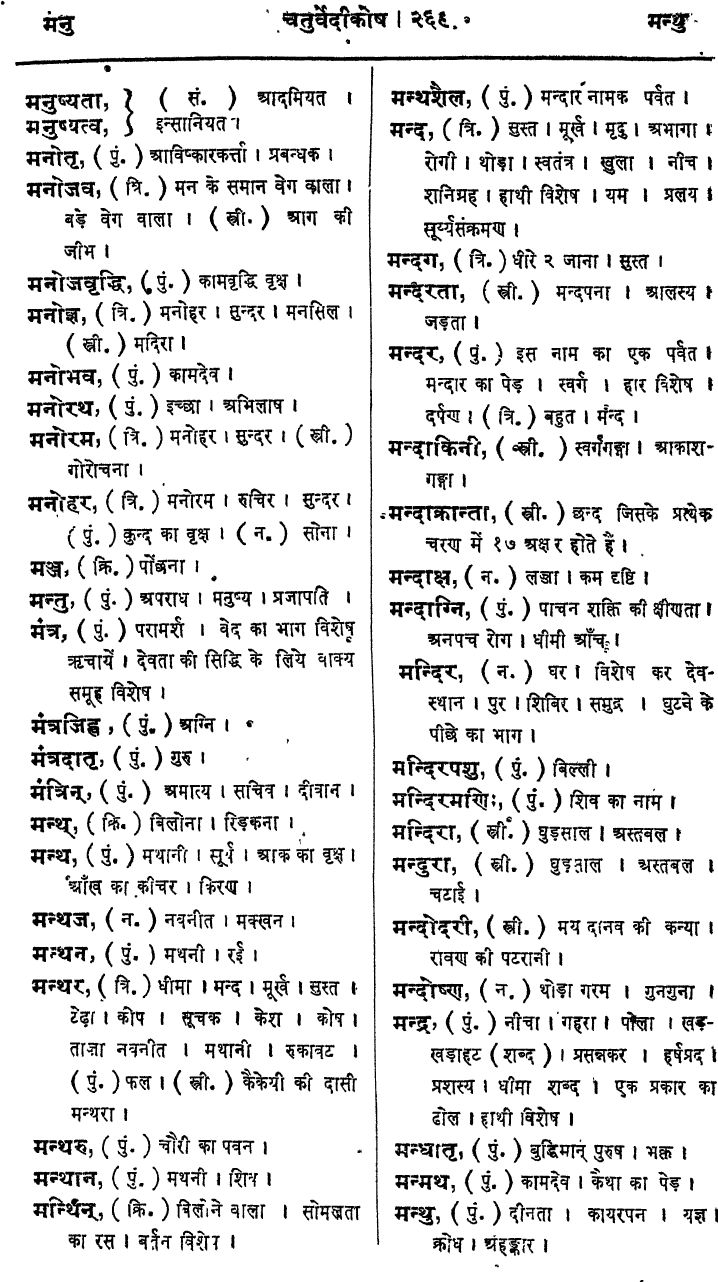 मंनु चतुर्वेदीकोष । २६६ मन्यु
मनुष्यता, } ( सं. ) आदमियत ।
मनुष्यत्व, } इन्सानियत ।
मनोतृ, ( पुं. ) आविष्कारकर्त्ता । प्रबन्धक ।
मनोजव, ( त्रि. ) मन के समान वेग वाला ।
बड़े वेग वाला । ( स्त्री. ) आग की
जीभ ।
मनोजवृद्धि, ( पुं. ) कामवृद्धि वृक्ष ।
मनोज्ञ, ( त्रि. ) मनोहर । सुन्दर । मनसिल ।
( स्त्री. ) मदिरा ।
मनोभव, ( पुं. ) कामदेव ।
मनोरथ, ( पुं. ) इच्छा । अभिलाष ।
मनोरम, ( त्रि. ) मनोहर । सुन्दर । ( स्त्री. )
गोरोचना ।
मनोहर, ( त्रि. ) मनोरम । रुचिर । सुन्दर ।
( पुं. ) कुन्द का वृक्ष । ( न. ) सोना ।
मञ्ज, ( क्रि. ) पोंछना ।
मन्तु, ( पुं. ) अपराध । मनुष्य । प्रजापति ।
मंत्र, ( पुं. ) परामर्श । वेद का भाग विशेष
ऋचायें । देवता की सिद्धि के लिये वाक्य
समूह विशेष ।
मंत्रजिह्व, ( पुं. ) अग्नि ।
मंत्रदातृ, ( पुं. ) गुरु ।
मंत्रिन्, ( पुं. ) अमात्य । सचिव । दीवान ।
मन्थ्, ( क्रि. ) बिलोना । रिड़कना ।
मन्थ, ( पुं. ) मथानी । सूर्य । आक का वृक्ष ।
आँख का कीचर । किरण ।
मन्थज, ( न. ) नवनीत । मक्खन ।
मन्थन, ( पुं. ) मथनी । रई ।
मन्थर, ( त्रि. ) धीमा । मन्द । मूर्ख । सुस्त ।
टेढ़ा । कोप । सूचक । केश । कोष ।
ताजा नवनीत । मथानी । रुकावट ।
( पुं. ) फल । ( स्त्री. ) कैकेयी की दासी
मन्थरा ।
मन्थरु, ( पुं. ) चौरी का पवन ।
मन्थान, ( पुं. ) मथनी । शिव ।
मन्थिन्, ( क्रि. ) बिलोने वाला । सोमलता
का रस । बर्तन विशेष ।
मन्थशैल, ( पुं. ) मन्दार नामक पर्वत ।
मन्द, ( त्रि. ) सुस्त । मूर्ख । मृदु । अभागा ।
रोगी । थोड़ा । स्वतंत्र । खुला । नीच ।
शनिग्रह । हाथी विशेष । यम । प्रलय ।
सूर्य्यसंक्रमण ।
मन्दग, ( त्रि. ) धीरे २ जाना । सुस्त ।
मन्दरता, ( स्त्री. ) मन्दपना । आलस्य ।
जड़ता ।
मन्दर, ( पुं. ) इस नाम का एक पर्वत ।
मन्दार का पेड़ । स्वर्ग । हार विशेष ।
दर्पण । ( त्रि. ) बहुत । मन्द ।
मन्दाकिनी, ( स्त्री. ) स्वर्गगङ्गा । आकाश-
गङ्गा ।
मन्दाक्रान्ता, ( स्त्री. ) छन्द जिसके प्रत्येक
चरण में १७ अक्षर होते हैं ।
मन्दाक्ष, ( न. ) लज्जा । कम दृष्टि ।
मन्दाग्नि, ( पुं. ) पाचन शक्ति की क्षीणता ।
अनपच रोग । धीमी आँच ।
मन्दिर, ( न. ) घर । विशेष कर देव-
स्थान । पुर । शिबिर । समुद्र । घुटने के
पीछे का भाग ।
मन्दिरपशु, ( पुं. ) बिल्ली ।
मन्दिरमणिः, ( पुं. ) शिव का नाम ।
मन्दिरा, ( स्त्री. ) घुड़साल । अस्तबल ।
मन्दुरा, ( स्त्री. ) घुड़साल । अस्तबल ।
चटाई ।
मन्दोदरी, ( स्त्री. ) मय दानव की कन्या ।
रावण की पटरानी ।
मन्दोष्ण, ( न. ) थोड़ा गरम । गुनगुना ।
मन्द्र, ( पुं. ) नीचा । गहरा । पोला । खड़-
खड़ाहट ( शब्द ) । प्रसन्नकर । हर्षप्रद ।
प्रशस्य । धीमा शब्द । एक प्रकार का
ढोल । हाथी विशेष ।
मन्धातृ, ( पुं. ) बुद्धिमान् पुरुष । भक्त ।
मन्मथ, ( पुं. ) कामदेव । कैथा का पेड़ ।
मन्यु, ( पुं. ) दीनता । कायरपन । यज्ञ ।
क्रोध । अहङ्कार ।